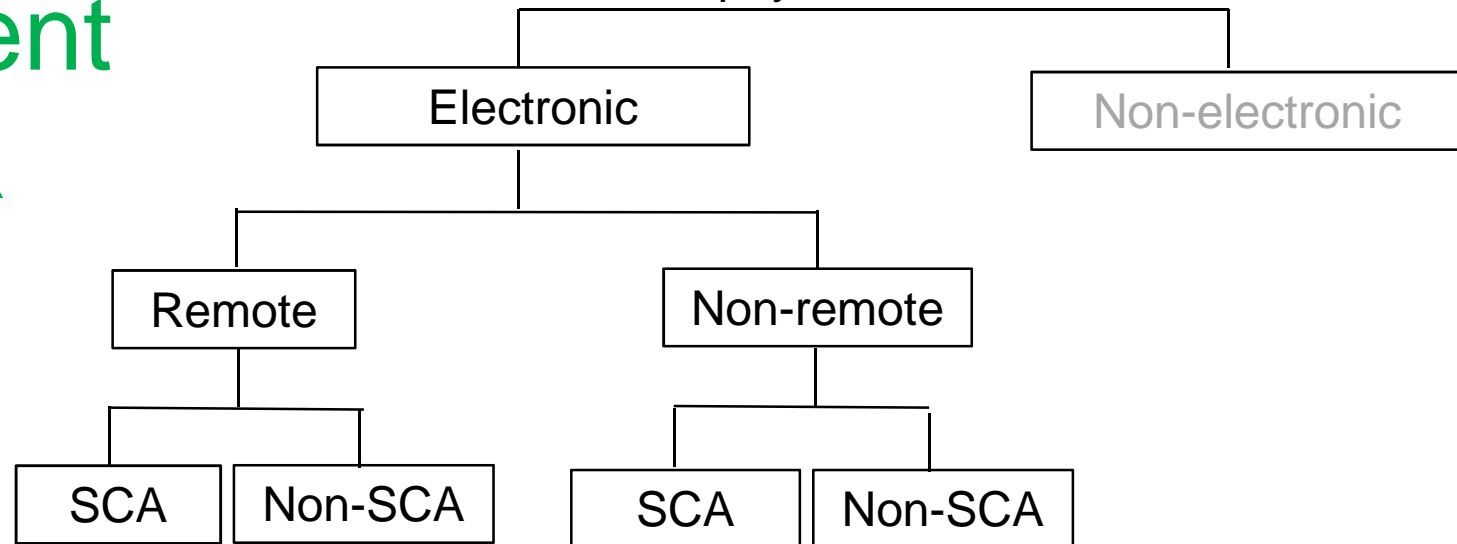 ent
Electronic
Non-electronic
Remote
Non-remote
SCA
Non-SCA
SCA
Non-SCA